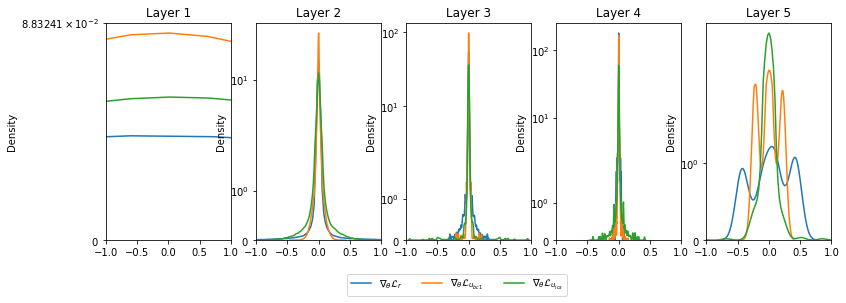 Layer 1 Layer 2 Layer 3 Layer 4 Layer 5
8.83241 × 10⁻² 10¹ 10⁰ 0 10² 10¹ 10⁰ 0 10² 10¹ 10⁰ 0 10⁰ 0
Density Density Density Density Density
0
−1.0 −0.5 0.0 0.5 1.0 −1.0 −0.5 0.0 0.5 1.0 −1.0 −0.5 0.0 0.5 1.0 −1.0 −0.5 0.0 0.5 1.0 −1.0 −0.5 0.0 0.5 1.0
∇θℒr ∇θℒu_bc1 ∇θℒu_ics